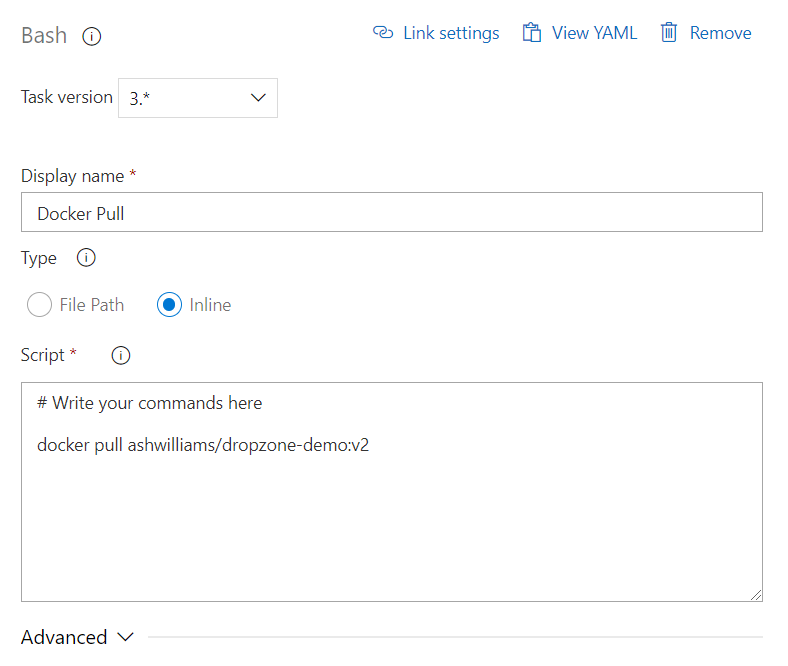 Bash
Link settings
View YAML
Remove
Task version
3.*
Display name *
Docker Pull
Type
File Path
Inline
Script *
# Write your commands here
docker pull ashwilliams/dropzone-demo:v2
Advanced